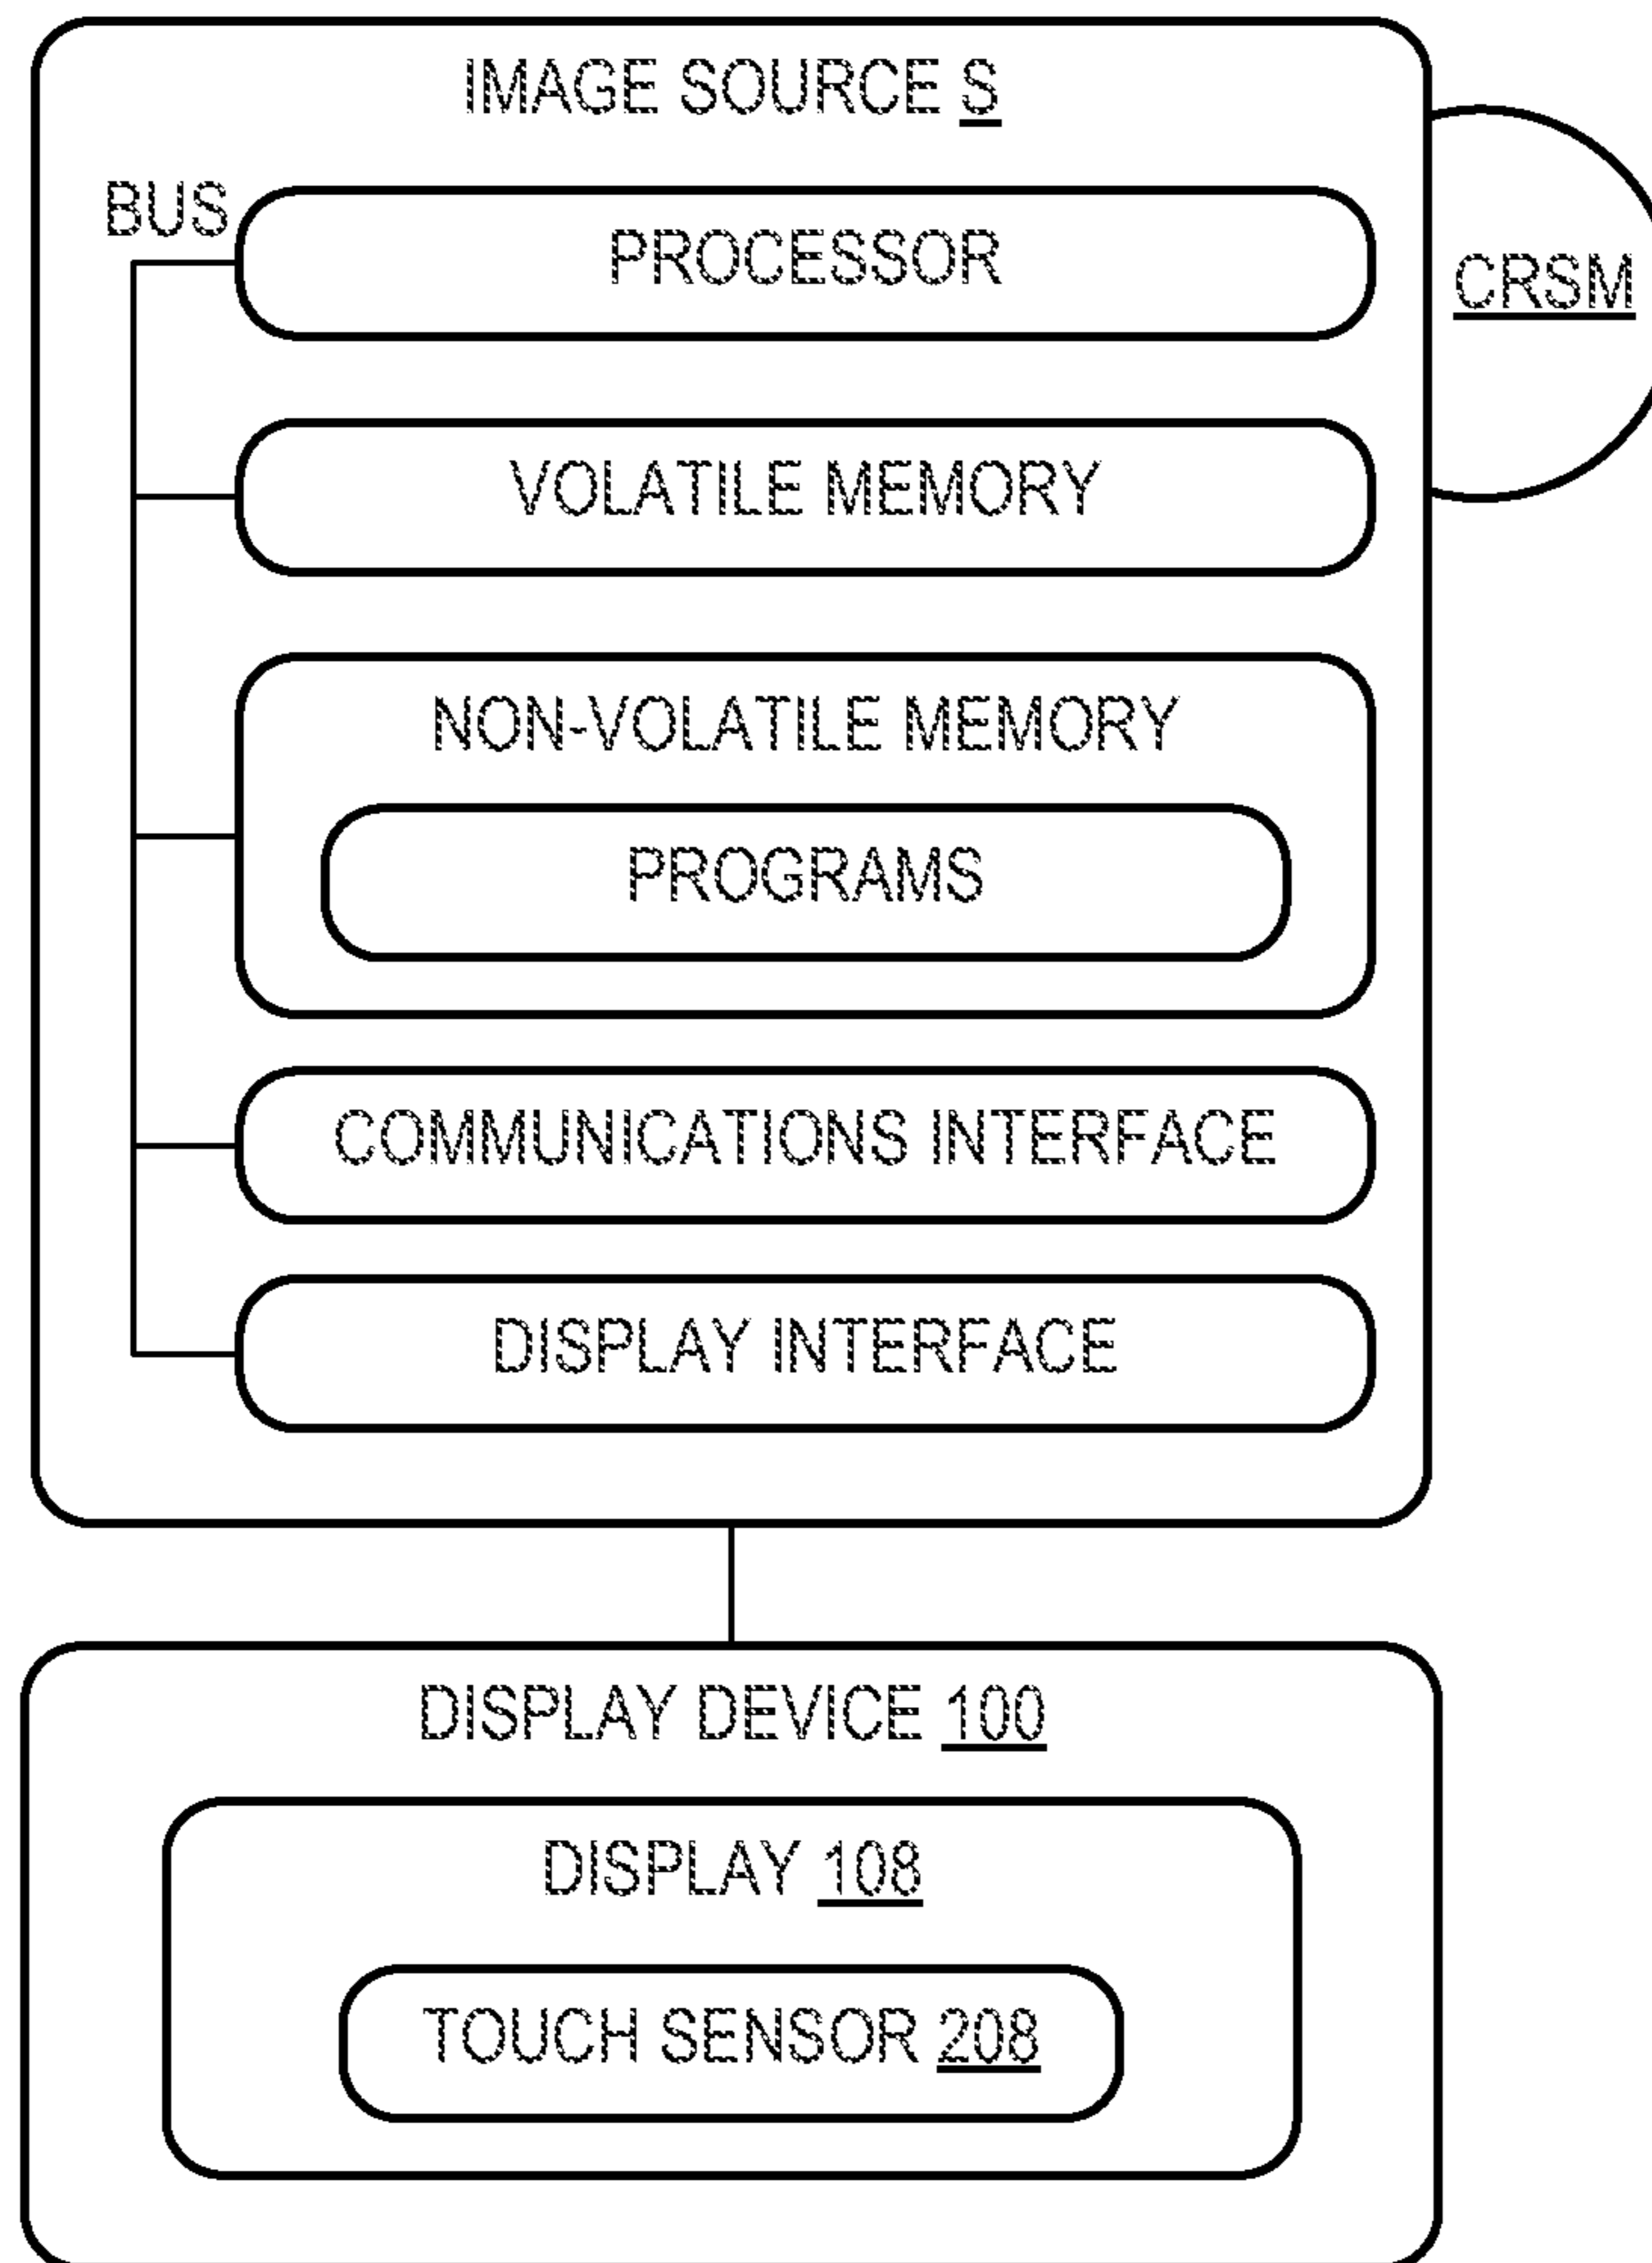 IMAGE SOURCE S
BUS
PROCESSOR
CRSM
VOLATILE MEMORY
NON-VOLATILE MEMORY
PROGRAMS
COMMUNICATIONS INTERFACE
DISPLAY INTERFACE
DISPLAY DEVICE 100
DISPLAY 108
TOUCH SENSOR 208